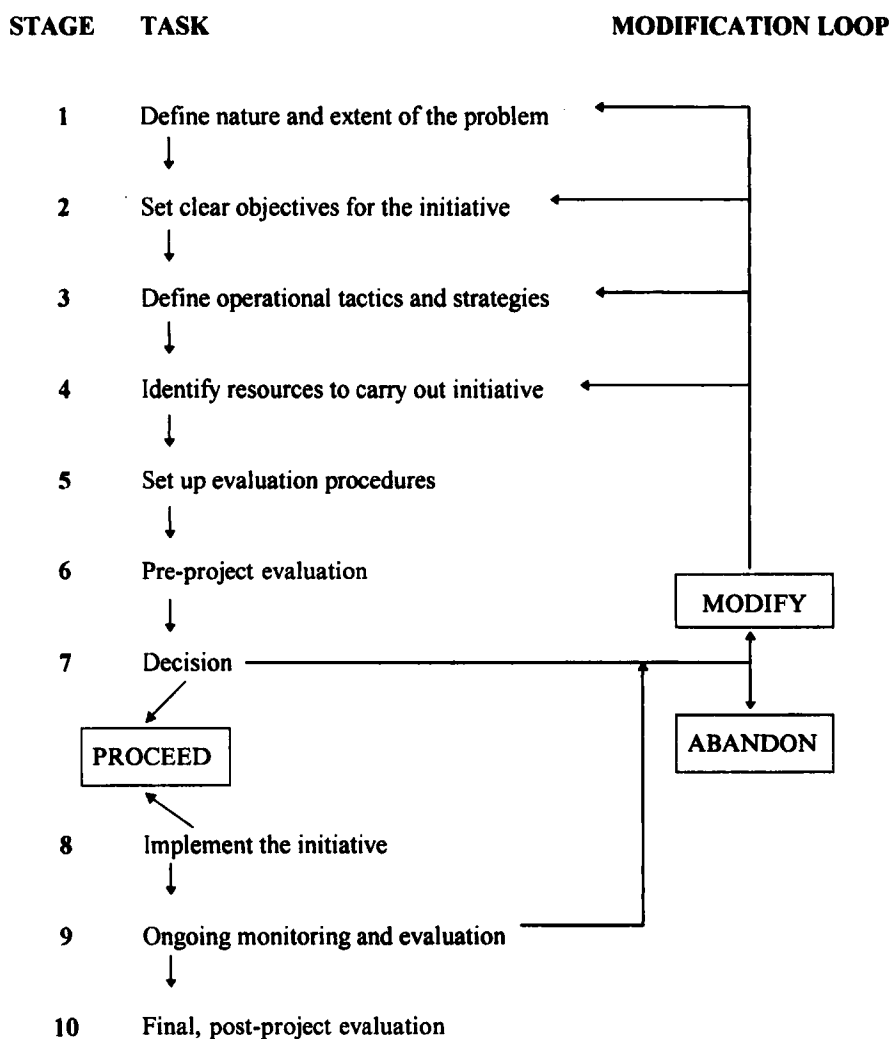 STAGE TASK MODIFICATION LOOP
1 Define nature and extent of the problem
2 Set clear objectives for the initiative
3 Define operational tactics and strategies
4 Identify resources to carry out initiative
5 Set up evaluation procedures
6 Pre-project evaluation
MODIFY
7 Decision
PROCEED
ABANDON
8 Implement the initiative
9 Ongoing monitoring and evaluation
10 Final, post-project evaluation